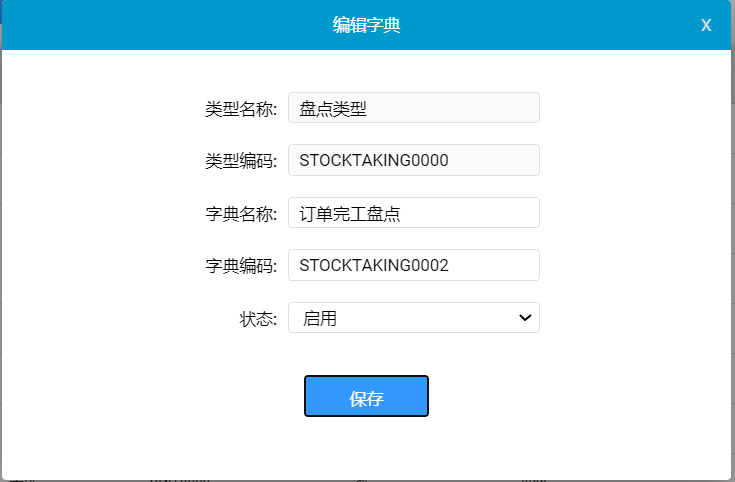 编辑字典 X
类型名称: 盘点类型
类型编码: STOCKTAKING0000
字典名称: 订单完工盘点
字典编码: STOCKTAKING0002
状态: 启用
保存